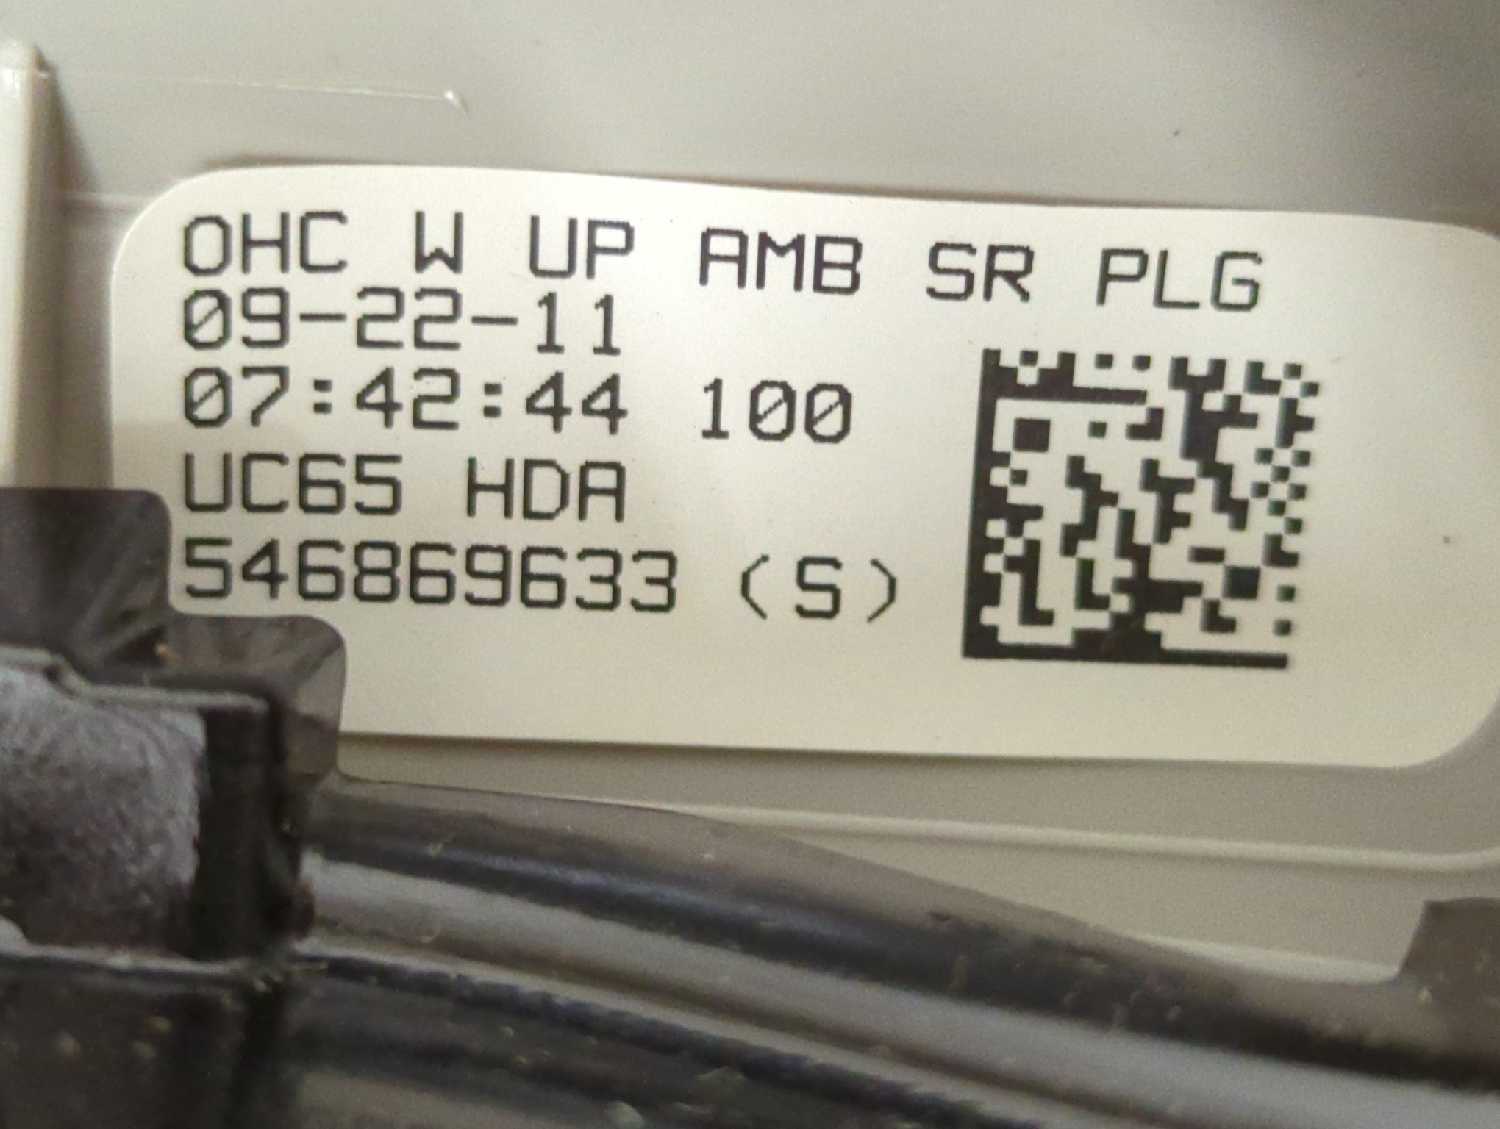 OHC W UP AMB SR PLG
09-22-11
07:42:44 100
UC65 HDA
546869633 (S)